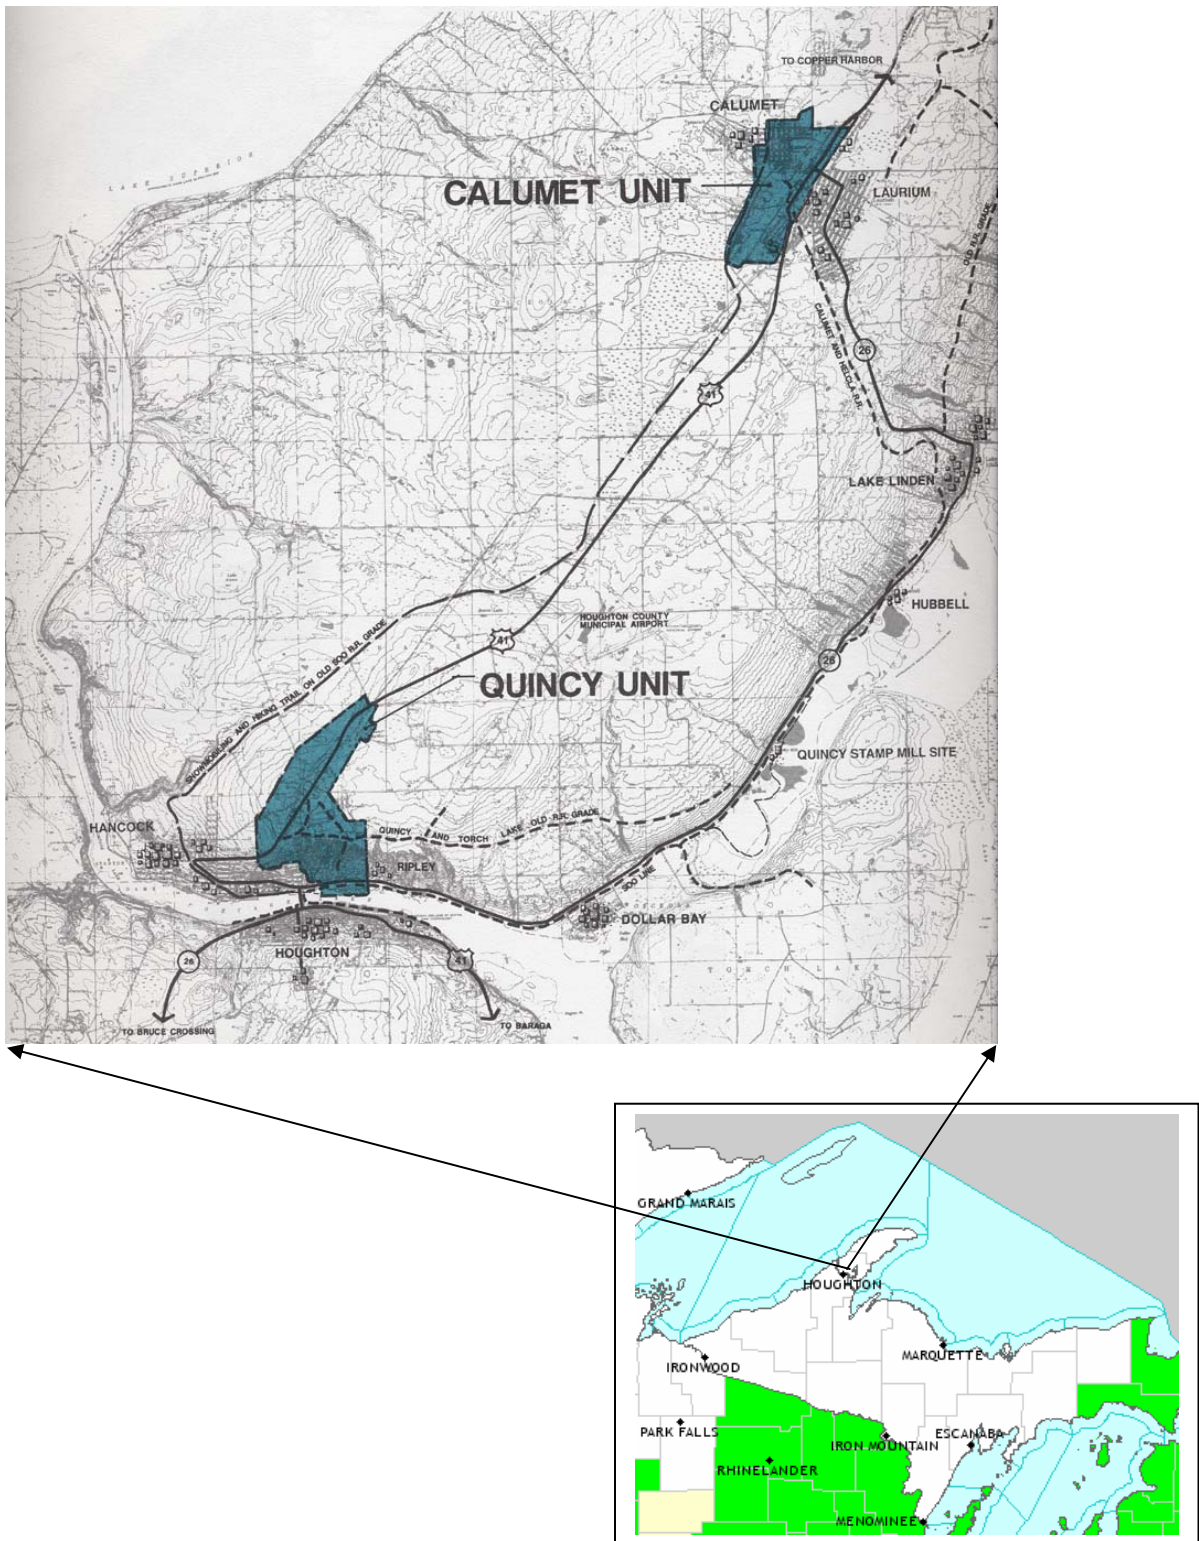 TO COPPER HARBOR
CALUMET
LAKE SUPERIOR
CALUMET UNIT
LAURIUM
OLD R.R. GRADE
CALUMET AND HECLA R.R.
26
41
LAKE LINDEN
HUBBELL
HOUGHTON COUNTY
MUNICIPAL AIRPORT
41
26
SNOWMOBILING AND HIKING TRAIL ON OLD SOO R.R. GRADE
QUINCY UNIT
QUINCY STAMP MILL SITE
HANCOCK
QUINCY AND TORCH LAKE OLD R.R. GRADE
RIPLEY
SOO LINE
DOLLAR BAY
HOUGHTON
26
41
TORCH LAKE
TO BRUCE CROSSING
TO BARAGA
GRAND MARAIS
HOUGHTON
MARQUETTE
IRONWOOD
PARK FALLS
ESCANABA
IRON MOUNTAIN
RHINELANDER
MENOMINEE